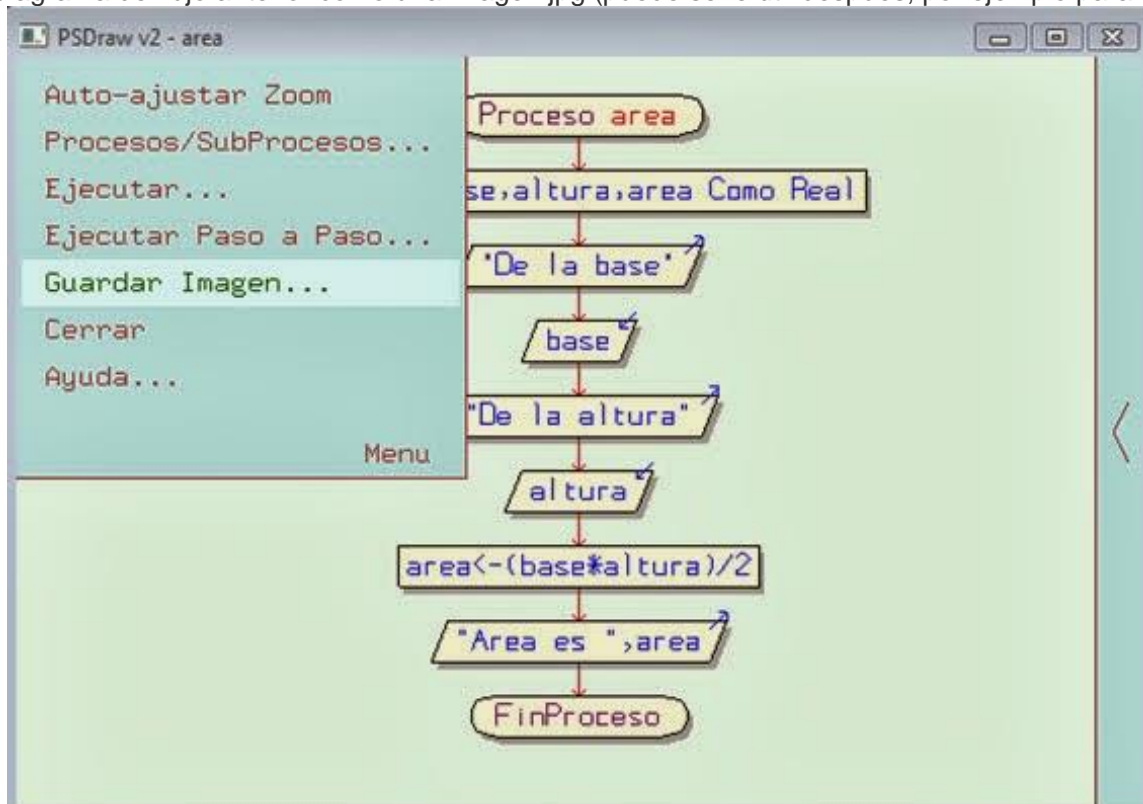 PSDraw v2 - area
Auto-ajustar Zoom
Procesos/SubProcesos...
Ejecutar...
Ejecutar Paso a Paso...
Guardar Imagen...
Cerrar
Ayuda...
Menu
Proceso area
se,altura,area Como Real
'De la base'
base
"De la altura"
altura
area<-(base*altura)/2
"Area es ",area
FinProceso